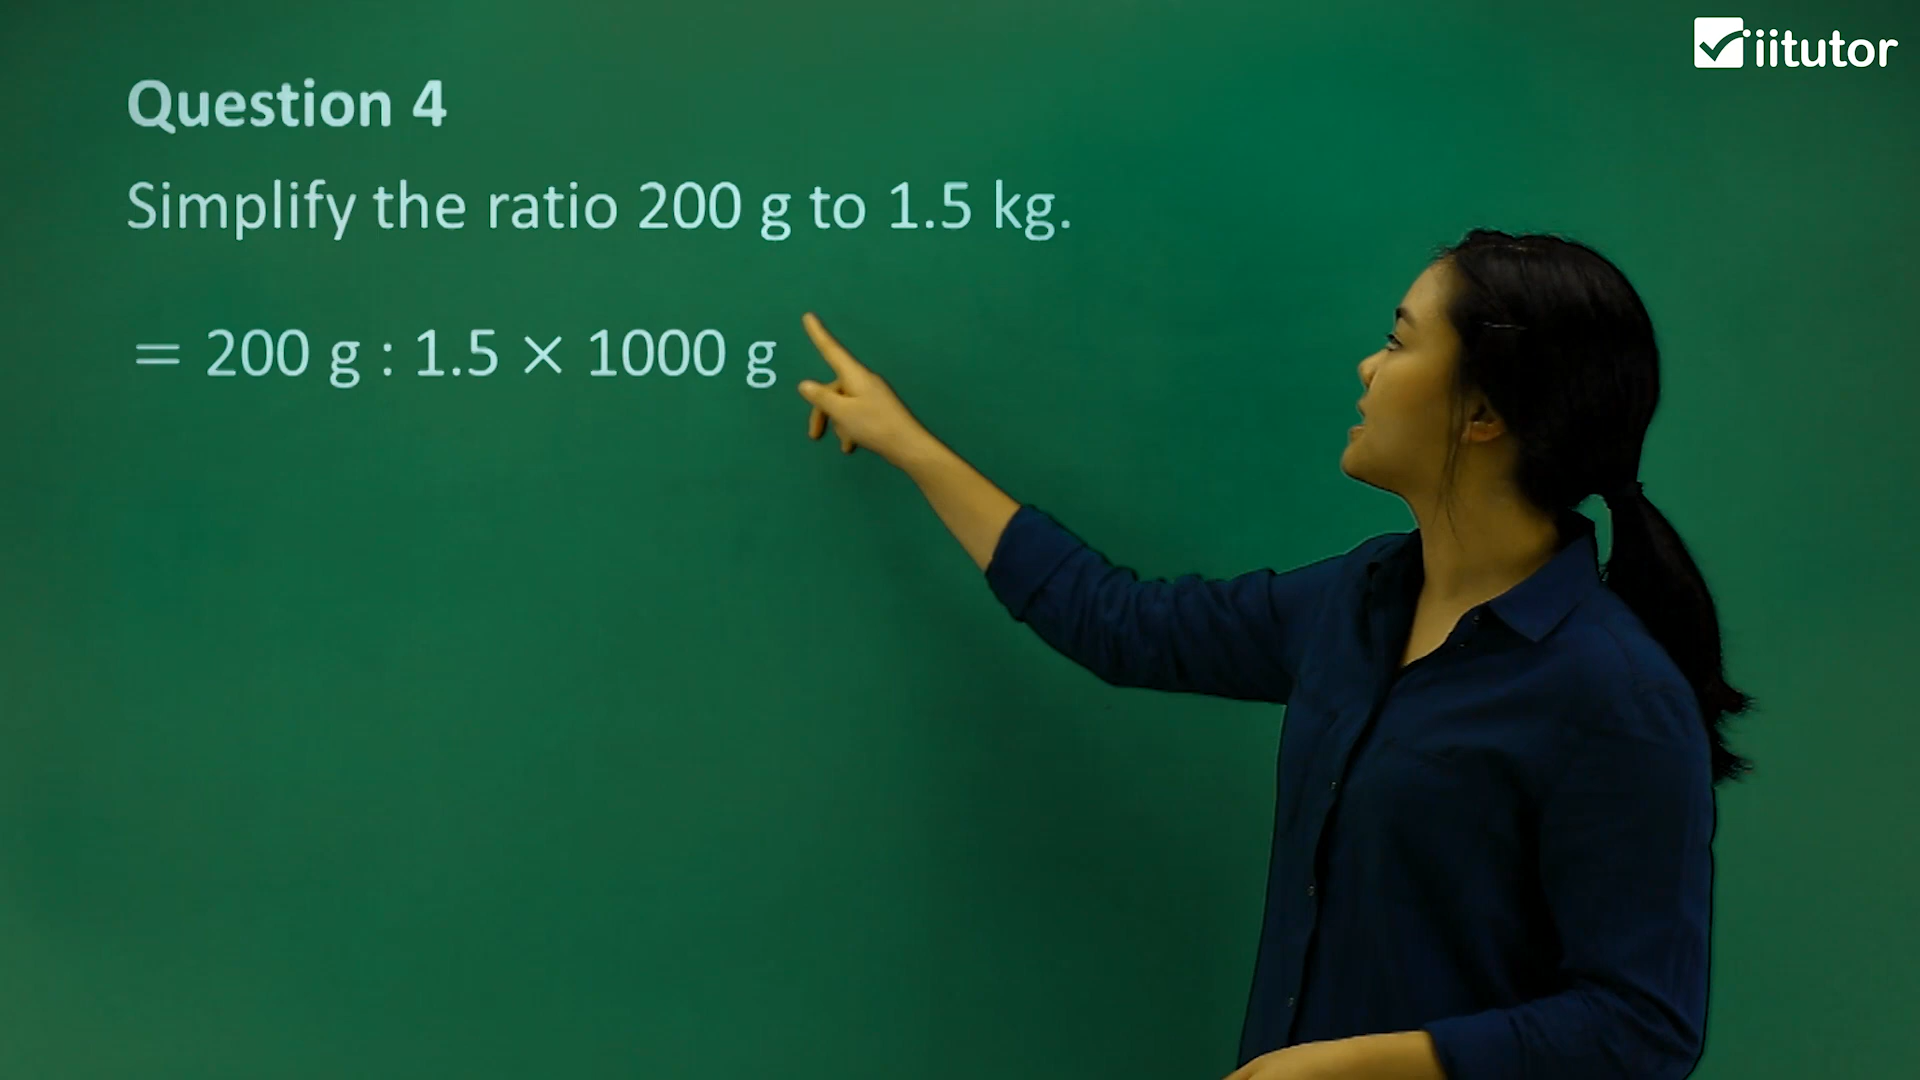 iitutor
Question 4
Simplify the ratio 200 g to 1.5 kg.
= 200 g : 1.5 × 1000 g